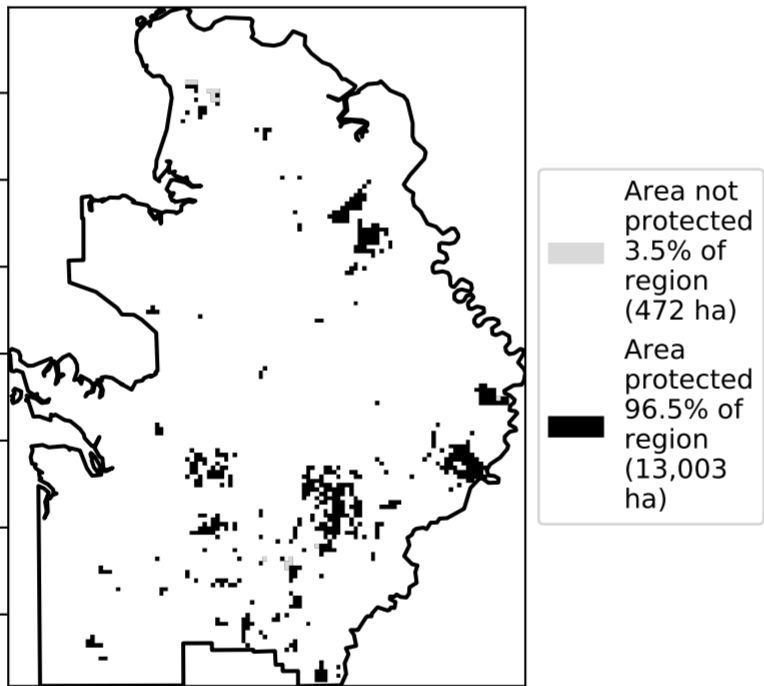 Area not
protected
3.5% of
region
(472 ha)
Area
protected
96.5% of
region
(13,003
ha)